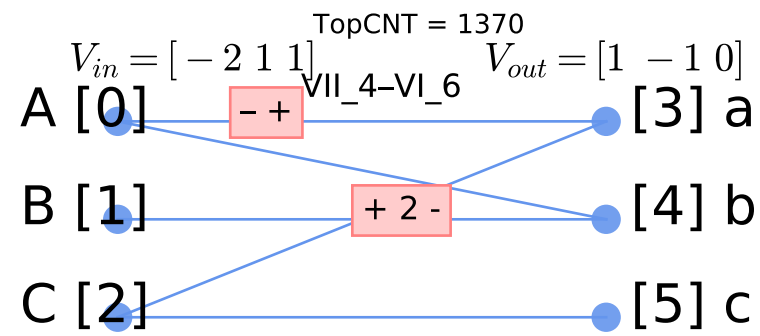 TopCNT = 1370
V_in = [ − 2 1 1]
V_out = [1 − 1 0]
VII_4–VI_6
A [0]
– +
[3] a
B [1]
+ 2 -
[4] b
C [2]
[5] c